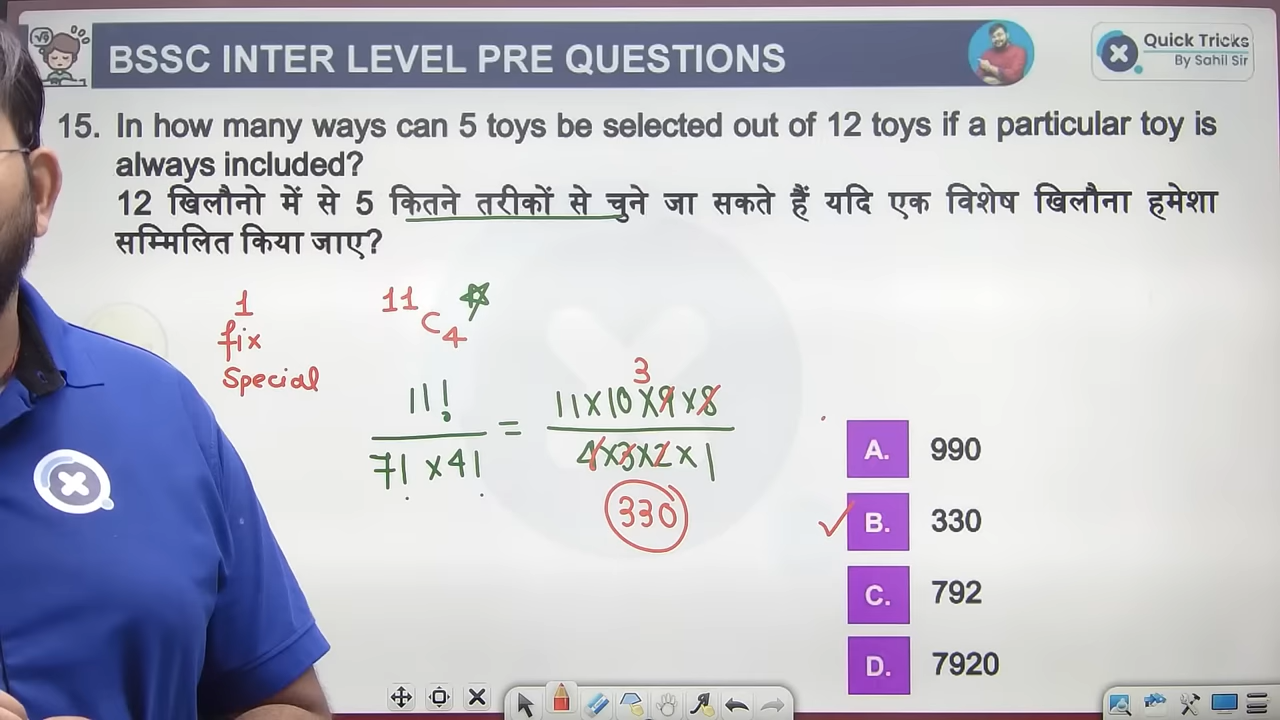 BSSC INTER LEVEL PRE QUESTIONS
Quick Tricks
By Sahil Sir
15. In how many ways can 5 toys be selected out of 12 toys if a particular toy is
always included?
12 खिलौनो में से 5 कितने तरीकों से चुने जा सकते हैं यदि एक विशेष खिलौना हमेशा
सम्मिलित किया जाए?
1
fix
Special
11
C
4
11!
7! × 4!
=
3
11×10×9×8
4×3×2×1
330
A. 990
B. 330
C. 792
D. 7920